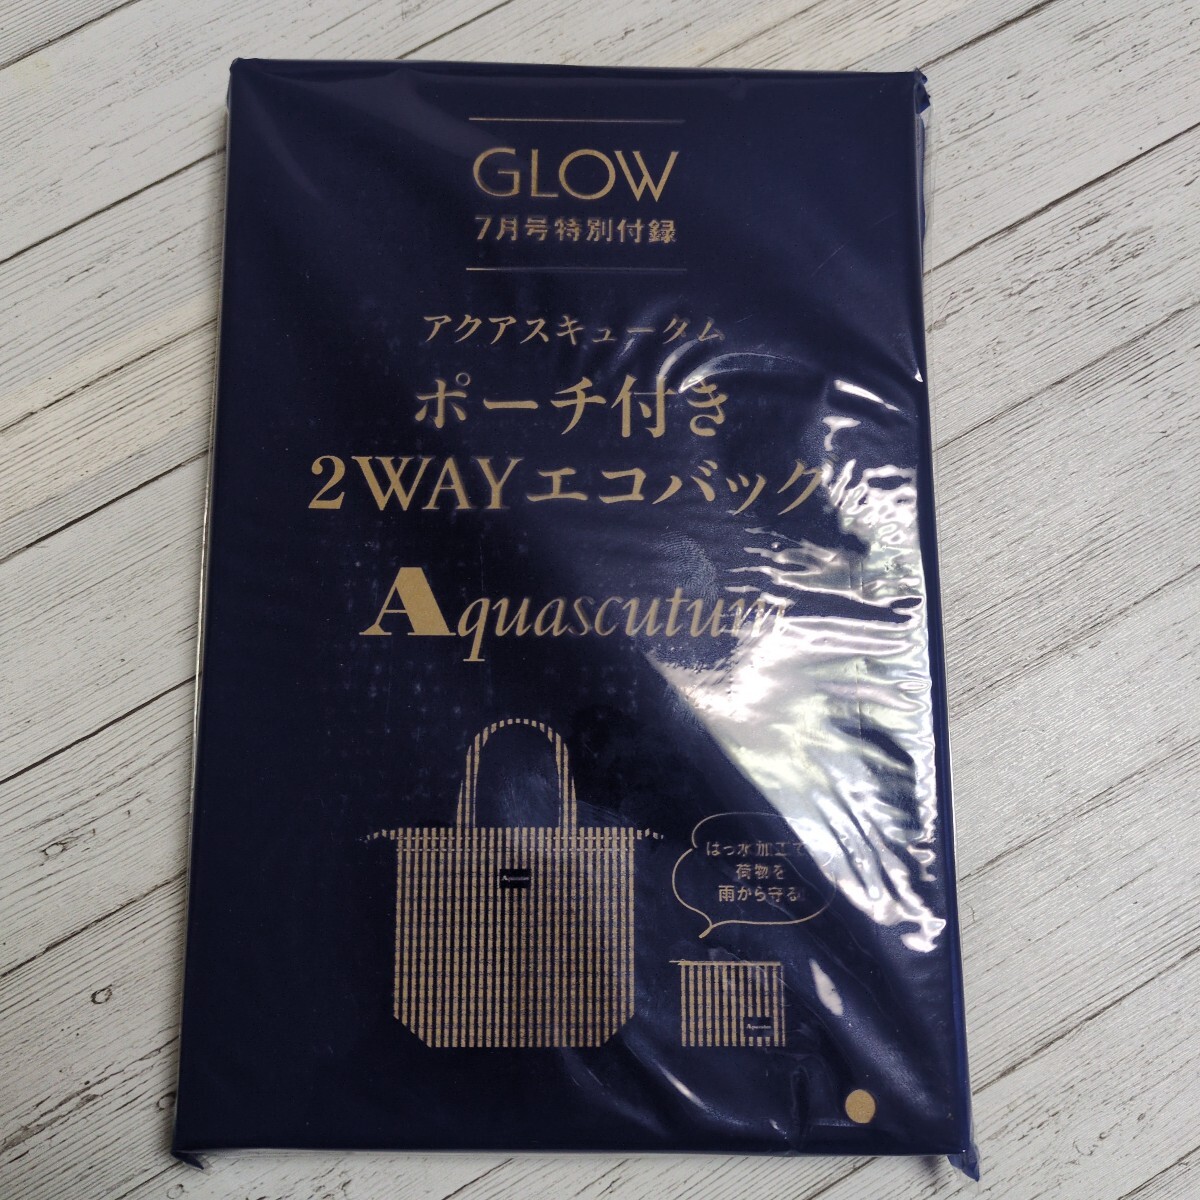 GLOW
7月号特別付録
アクアスキュータム
ポーチ付き
2WAYエコバッグ
Aquascutum
Aquascutum
はっ水加工で
荷物を
雨から守る!
Aquascutum